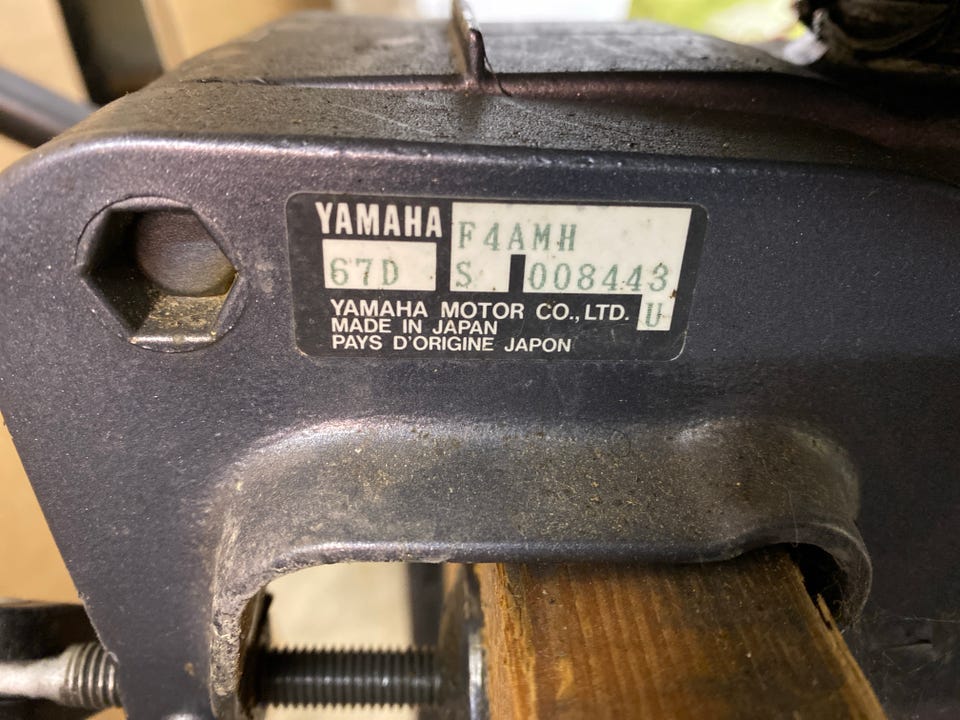 YAMAHA F4AMH
67D S 008443
YAMAHA MOTOR CO., LTD. U
MADE IN JAPAN
PAYS D'ORIGINE JAPON